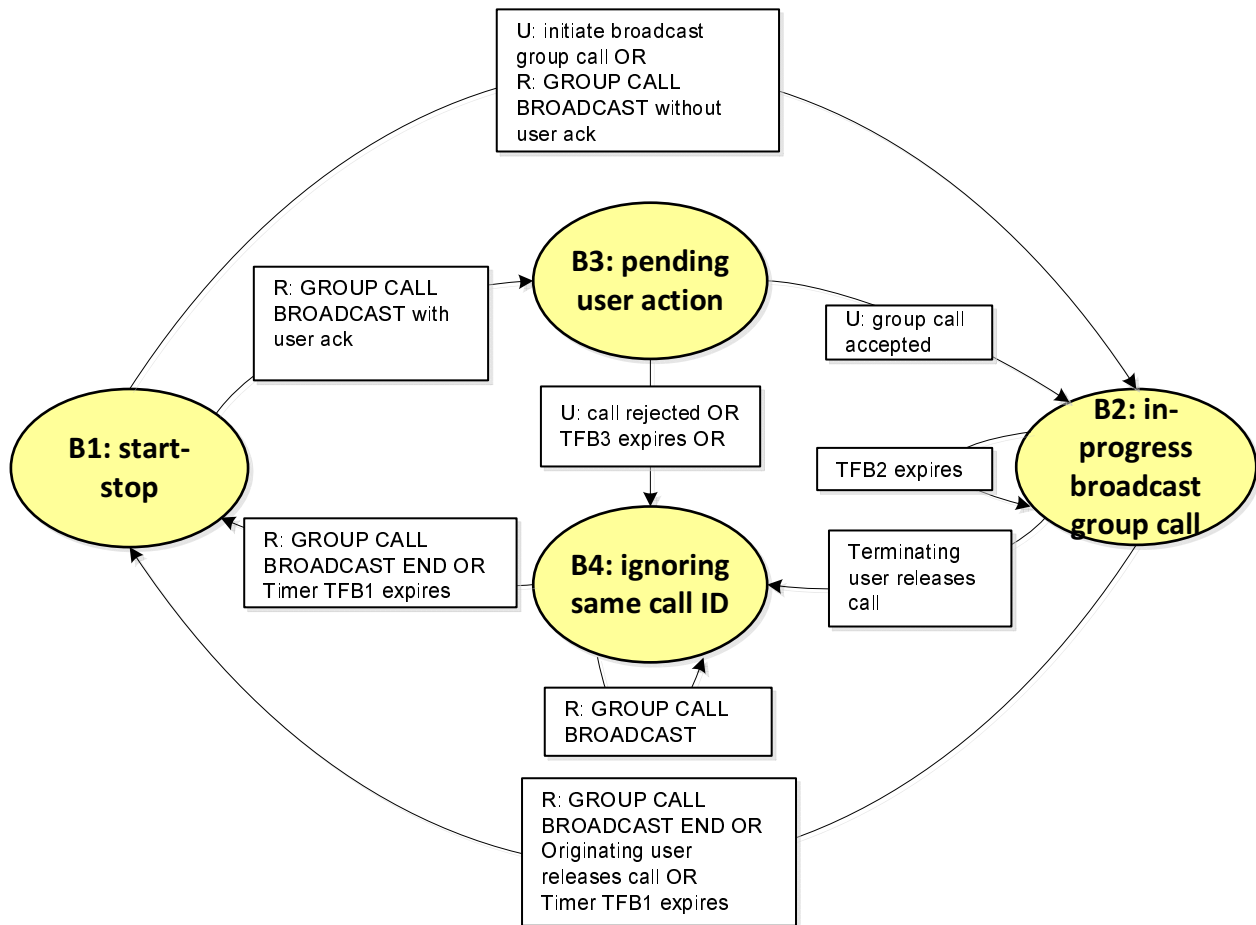 U: initiate broadcast
group call OR
R: GROUP CALL
BROADCAST without
user ack
B3: pending
user action
R: GROUP CALL
BROADCAST with
user ack
U: group call
accepted
U: call rejected OR
TFB3 expires OR
B1: start-
stop
B2: in-
progress
broadcast
group call
TFB2 expires
R: GROUP CALL
BROADCAST END OR
Timer TFB1 expires
B4: ignoring
same call ID
Terminating
user releases
call
R: GROUP CALL
BROADCAST
R: GROUP CALL
BROADCAST END OR
Originating user
releases call OR
Timer TFB1 expires